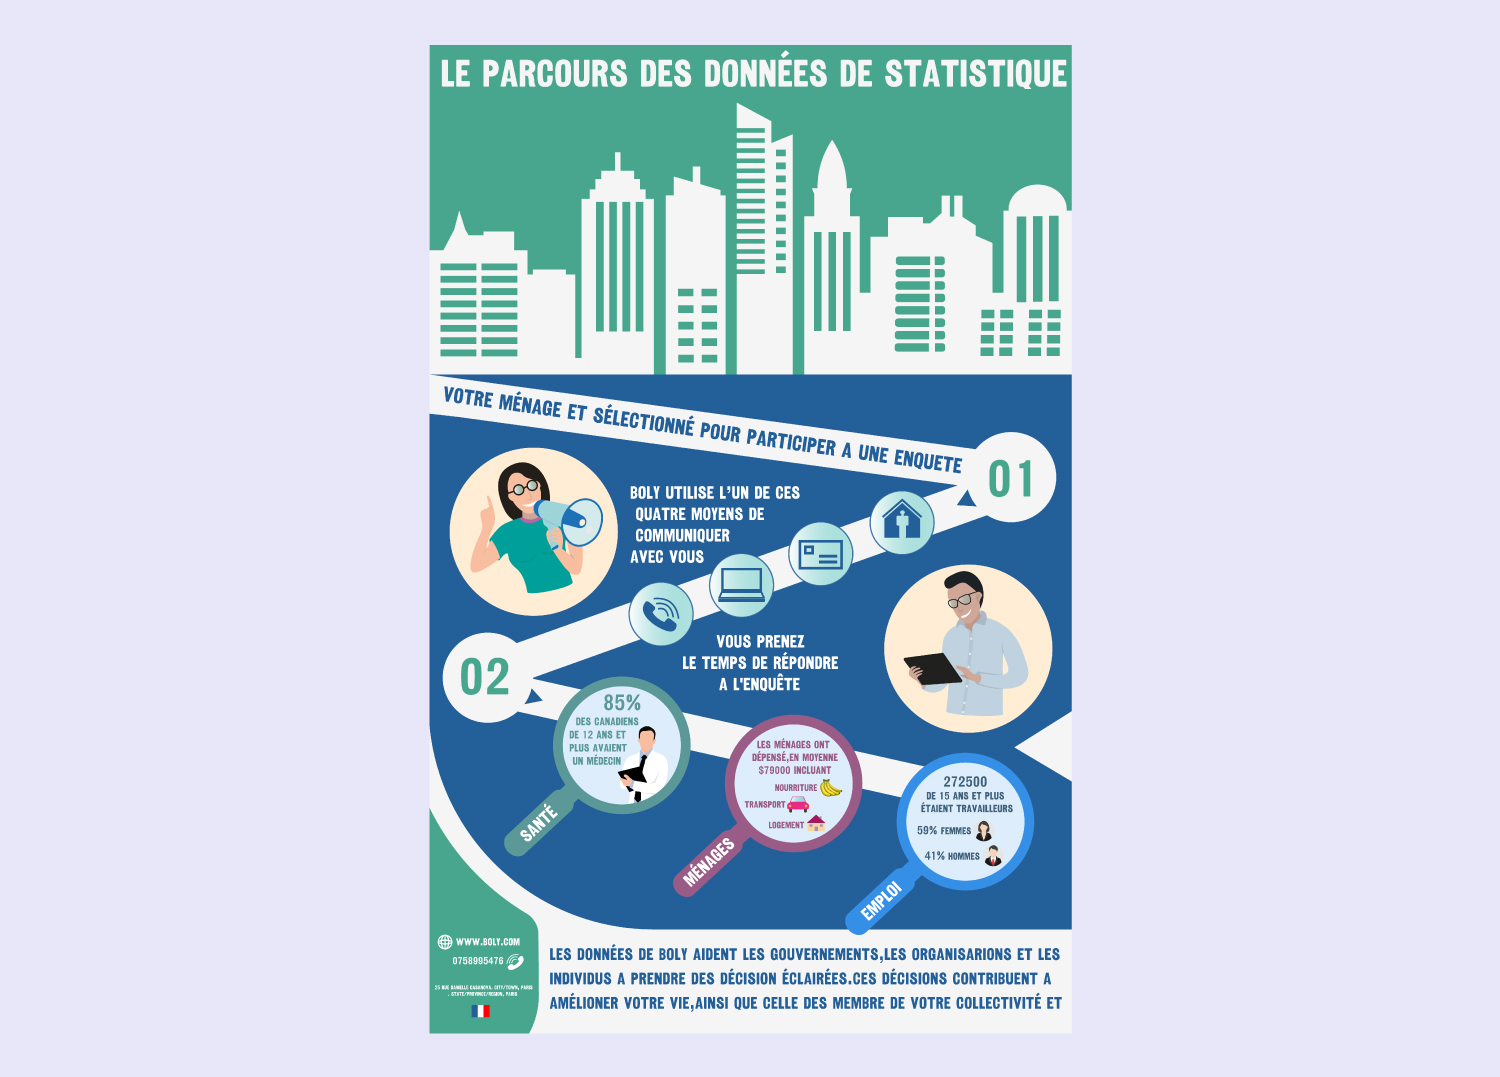 LE PARCOURS DES DONNÉES DE STATISTIQUE
VOTRE MÉNAGE ET SÉLECTIONNÉ POUR PARTICIPER A UNE ENQUETE
01
BOLY UTILISE L'UN DE CES
QUATRE MOYENS DE
COMMUNIQUER
AVEC VOUS
VOUS PRENEZ
LE TEMPS DE RÉPONDRE
A L'ENQUÊTE
02
85%
DES CANADIENS
DE 12 ANS ET
PLUS AVAIENT
UN MÉDECIN
SANTÉ
LES MÉNAGES ONT
DÉPENSÉ,EN MOYENNE
$79000 INCLUANT
NOURRITURE
TRANSPORT
LOGEMENT
MÉNAGES
272500
DE 15 ANS ET PLUS
ÉTAIENT TRAVAILLEURS
59% FEMMES
41% HOMMES
EMPLOI
WWW.BOLY.COM
0758995476
25 RUE DANIELLE CASANOVA. CITY/TOWN, PARIS
. STATE/PROVINCE/REGION, PARIS
LES DONNÉES DE BOLY AIDENT LES GOUVERNEMENTS,LES ORGANISARIONS ET LES
INDIVIDUS A PRENDRE DES DÉCISION ÉCLAIRÉES.CES DÉCISIONS CONTRIBUENT A
AMÉLIONER VOTRE VIE,AINSI QUE CELLE DES MEMBRE DE VOTRE COLLECTIVITÉ ET